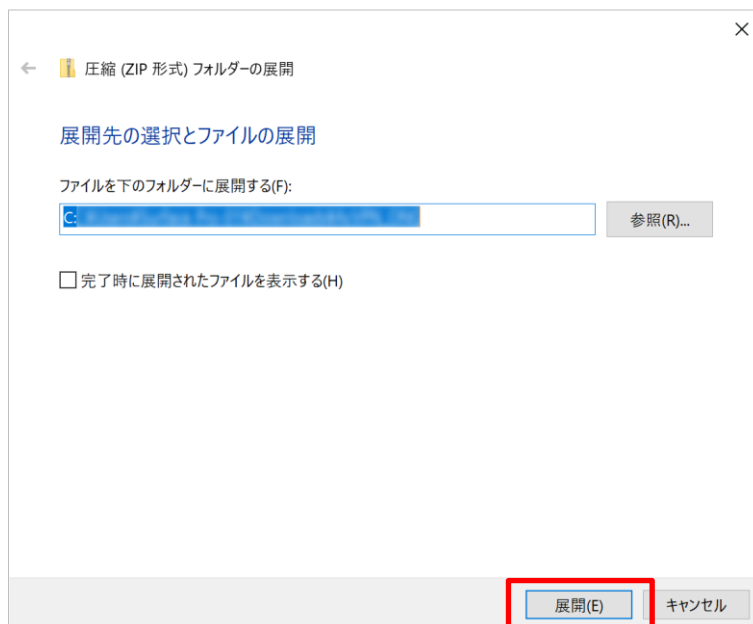 圧縮 (ZIP 形式) フォルダーの展開
展開先の選択とファイルの展開
ファイルを下のフォルダーに展開する(F):
C:
参照(R)...
完了時に展開されたファイルを表示する(H)
展開(E)
キャンセル